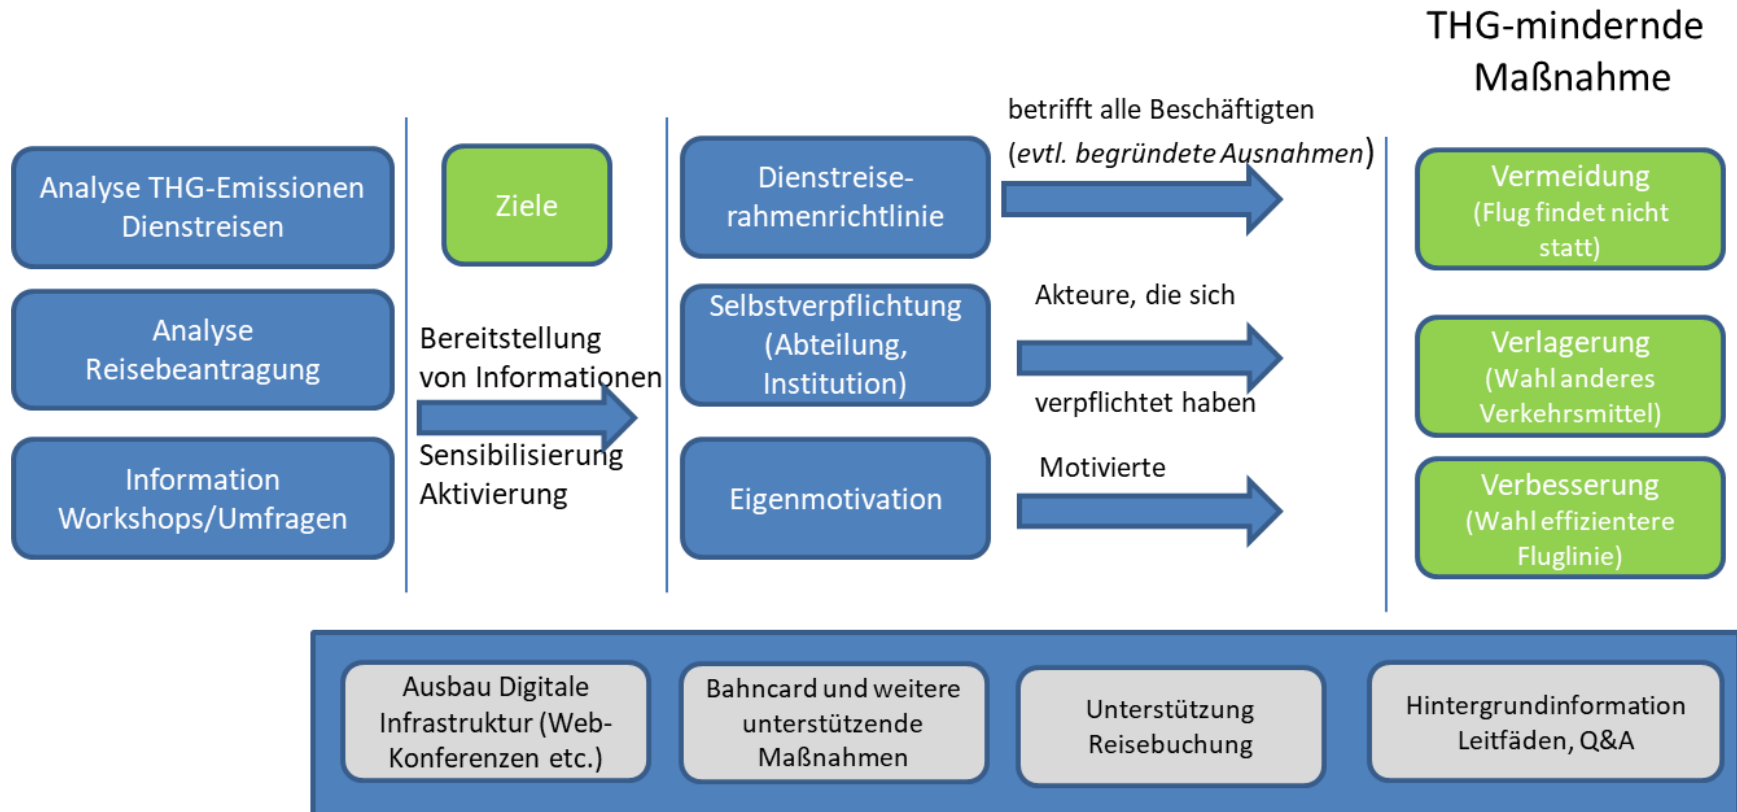 THG-mindernde
Maßnahme
Analyse THG-Emissionen
Dienstreisen
Analyse
Reisebeantragung
Information
Workshops/Umfragen
Ziele
Bereitstellung
von Informationen
Sensibilisierung
Aktivierung
Dienstreise-
rahmenrichtlinie
Selbstverpflichtung
(Abteilung,
Institution)
Eigenmotivation
betrifft alle Beschäftigten
(evtl. begründete Ausnahmen)
Akteure, die sich
verpflichtet haben
Motivierte
Vermeidung
(Flug findet nicht
statt)
Verlagerung
(Wahl anderes
Verkehrsmittel)
Verbesserung
(Wahl effizientere
Fluglinie)
Ausbau Digitale
Infrastruktur (Web-
Konferenzen etc.)
Bahncard und weitere
unterstützende
Maßnahmen
Unterstützung
Reisebuchung
Hintergrundinformation
Leitfäden, Q&A